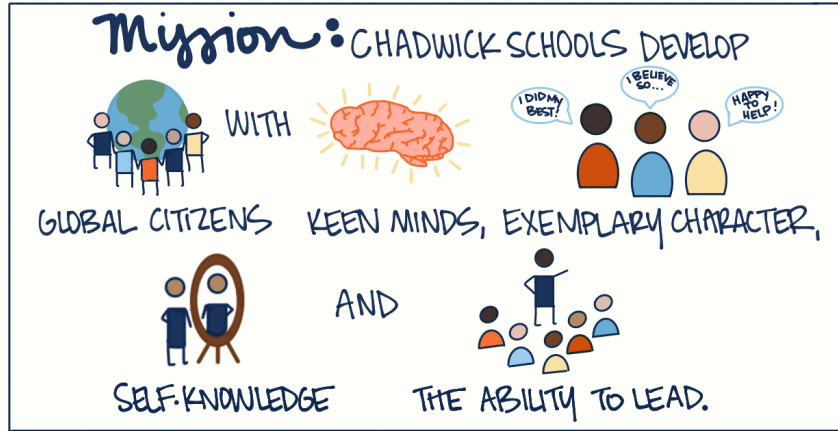 Mission: CHADWICK SCHOOLS DEVELOP
I DID MY
BEST!
I BELIEVE
SO...
HAPPY
TO
HELP!
WITH
GLOBAL CITIZENS KEEN MINDS, EXEMPLARY CHARACTER,
AND
SELF-KNOWLEDGE THE ABILITY TO LEAD.